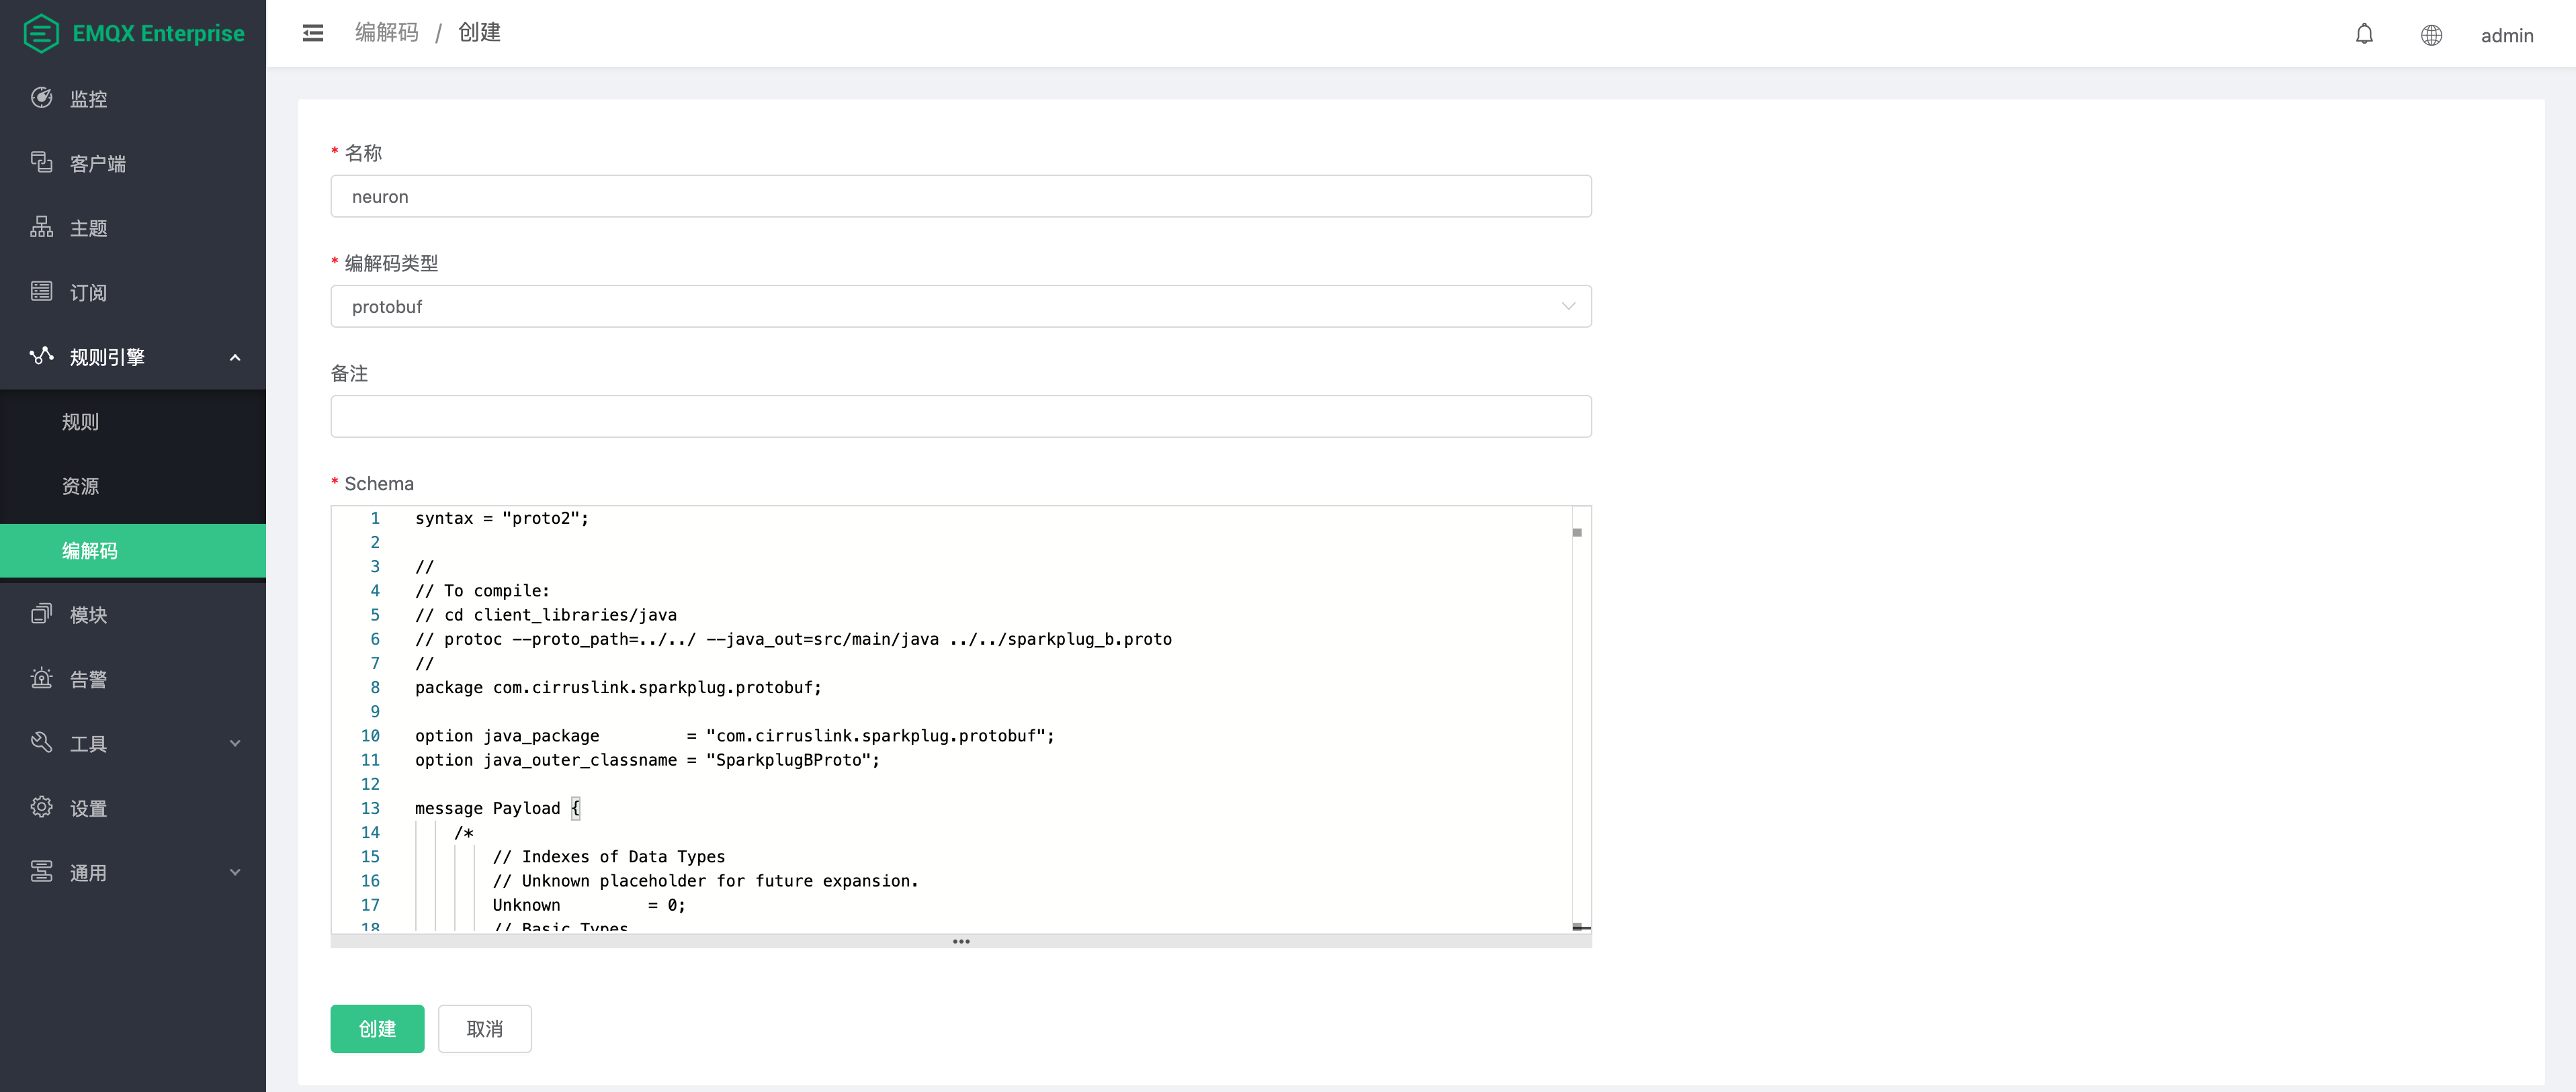 EMQX Enterprise
监控
客户端
主题
订阅
规则引擎
规则
资源
编解码
模块
告警
工具
设置
通用
编解码 / 创建
admin
* 名称
neuron
* 编解码类型
protobuf
备注
* Schema
1 syntax = "proto2";
2
3 //
4 // To compile:
5 // cd client_libraries/java
6 // protoc --proto_path=../../ --java_out=src/main/java ../../sparkplug_b.proto
7 //
8 package com.cirruslink.sparkplug.protobuf;
9
10 option java_package         = "com.cirruslink.sparkplug.protobuf";
11 option java_outer_classname = "SparkplugBProto";
12
13 message Payload {
14     /*
15         // Indexes of Data Types
16         // Unknown placeholder for future expansion.
17         Unknown         = 0;
18         // Basic Types
创建
取消